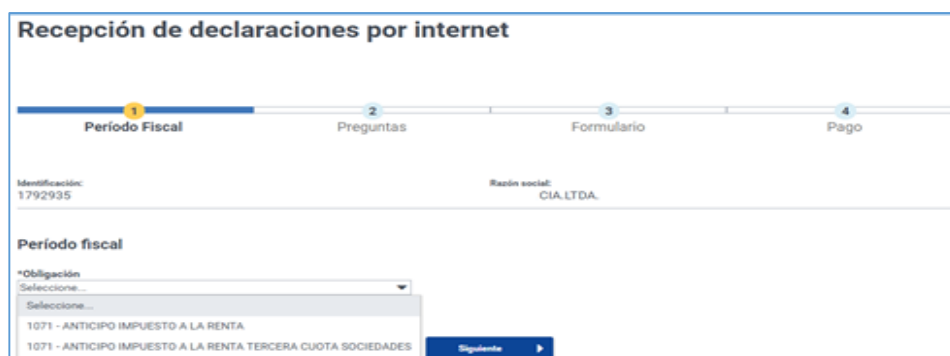 Recepción de declaraciones por internet
1 2 3 4
Período Fiscal Preguntas Formulario Pago
Identificación: Razón social:
1792935 CIA.LTDA.
Período fiscal
*Obligación
Seleccione...
Seleccione...
1071 - ANTICIPO IMPUESTO A LA RENTA
1071 - ANTICIPO IMPUESTO A LA RENTA TERCERA CUOTA SOCIEDADES
Siguiente